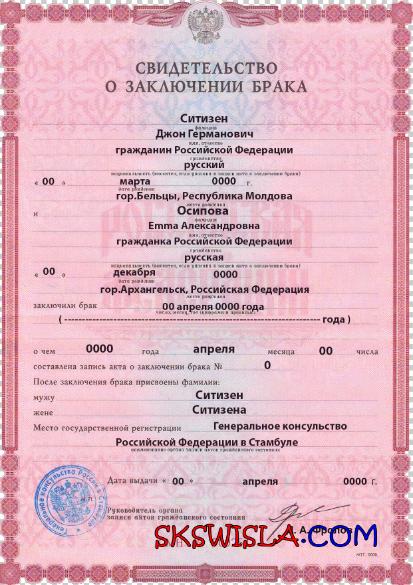 СВИДЕТЕЛЬСТВО
О ЗАКЛЮЧЕНИИ БРАКА
Ситизен
фамилия
Джон Германович
имя, отчество
гражданин Российской Федерации
гражданство
русский
национальность (вносится, если указана в записи акта о заключении брака)
« 00 » марта 0000 г.
дата рождения
гор.Бельцы, Республика Молдова
место рождения
и Осипова
фамилия
Emma Александровна
имя, отчество
гражданка Российской Федерации
гражданство
русская
национальность (вносится, если указана в записи акта о заключении брака)
« 00 » декабря 0000 г.
дата рождения
гор.Архангельск, Российская Федерация
место рождения
заключили брак 00 апреля 0000 года
число, месяц, год (цифрами и прописью)
( ------------------------------------------------ года )
о чем 0000 года апреля месяца 00 числа
составлена запись акта о заключении брака № 0
После заключения брака присвоены фамилии:
мужу Ситизен
жене Ситизена
Место государственной регистрации Генеральное консульство
Российской Федерации в Стамбуле
наименование органа записи актов гражданского состояния
Дата выдачи « 00 » апреля 0000 г.
М.П.
Руководитель органа
записи актов гражданского состояния
А. Фролов
SKSWISLA.COM